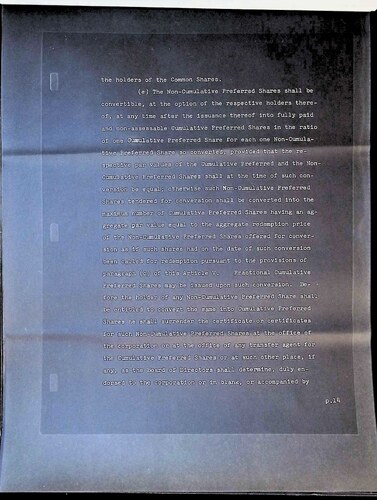 the holders of the Common Shares.
(e) The Non-Cumulative Preferred Shares shall be
convertible, at the option of the respective holders there-
of, at any time after the issuance thereof into fully paid
and non-assessable Cumulative Preferred Shares in the ratio
of one Cumulative Preferred Share for each one Non-Cumula-
tive Preferred Share so converted, provided that the re-
spective par values of the Cumulative Preferred and the Non-
Cumulative Preferred Shares shall at the time of such con-
version be equal; otherwise such Non-Cumulative Preferred
Shares tendered for conversion shall be converted into the
maximum number of Cumulative Preferred Shares having an ag-
gregate par value equal to the aggregate redemption price
of the Non-Cumulative Preferred Shares offered for conver-
sion as if such shares had on the date of such conversion
been called for redemption pursuant to the provisions of
Paragraph of this Article V. Fractional Cumulative
Preferred Shares may be issued upon such conversion. Be-
fore the holder of any Non-Cumulative Preferred Share shall
be entitled to convert the same into Cumulative Preferred
Shares he shall surrender the certificate or certificates
for such Non-Cumulative Preferred Shares at the office of
the corporation or at the office of any transfer agent for
the Cumulative Preferred Shares or at such other place, if
any, as the Board of Directors shall determine, duly en-
dorsed to the corporation or in blank, or accompanied by
p.14